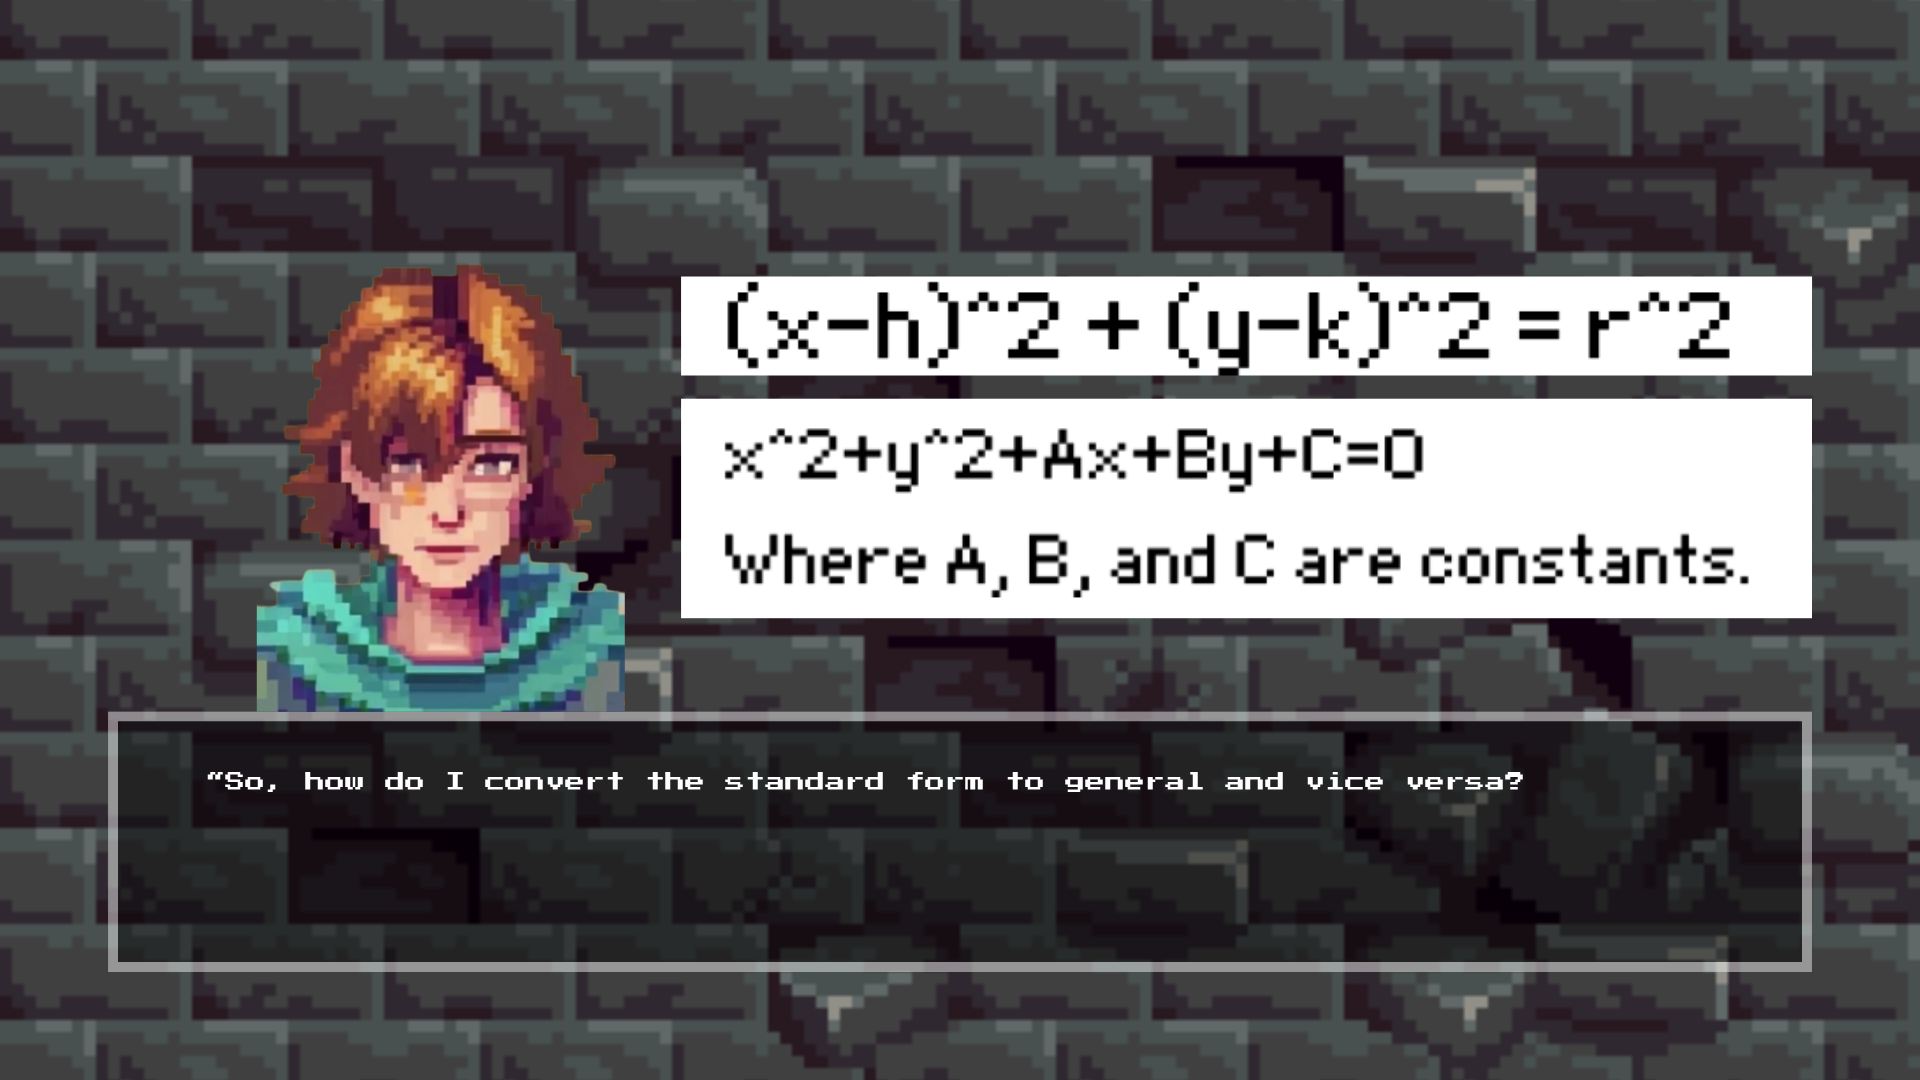 (x-h)^2 + (y-k)^2 = r^2
x^2+y^2+Ax+By+C=0
Where A, B, and C are constants.
“So, how do I convert the standard form to general and vice versa?